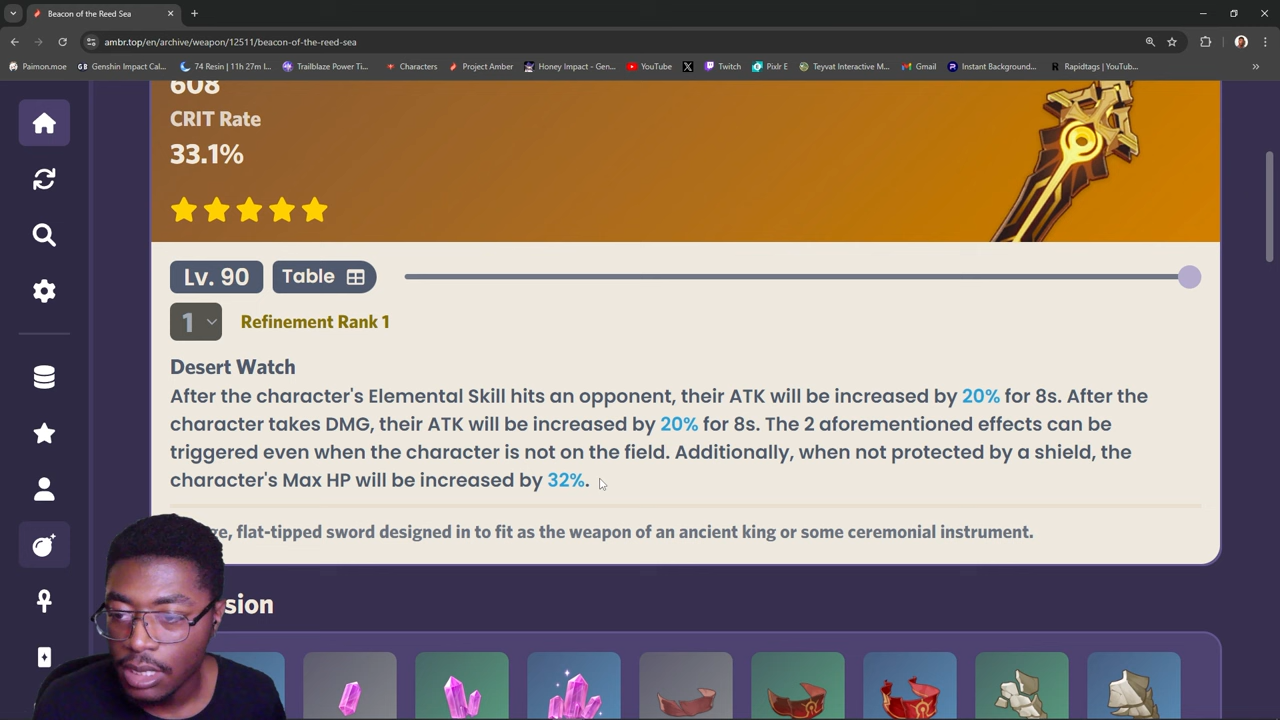 Beacon of the Reed Sea
ambr.top/en/archive/weapon/12511/beacon-of-the-reed-sea
Paimon.moe
Genshin Impact Cal...
74 Resin | 11h 27m l...
Trailblaze Power Ti...
Characters
Project Amber
Honey Impact - Gen...
YouTube
Twitch
Pixlr E
Teyvat Interactive M...
Gmail
Instant Background...
Rapidtags | YouTub...
608
CRIT Rate
33.1%
Lv. 90
Table
1
Refinement Rank 1
Desert Watch
After the character's Elemental Skill hits an opponent, their ATK will be increased by 20% for 8s. After the
character takes DMG, their ATK will be increased by 20% for 8s. The 2 aforementioned effects can be
triggered even when the character is not on the field. Additionally, when not protected by a shield, the
character's Max HP will be increased by 32%.
flat-tipped sword designed in to fit as the weapon of an ancient king or some ceremonial instrument.